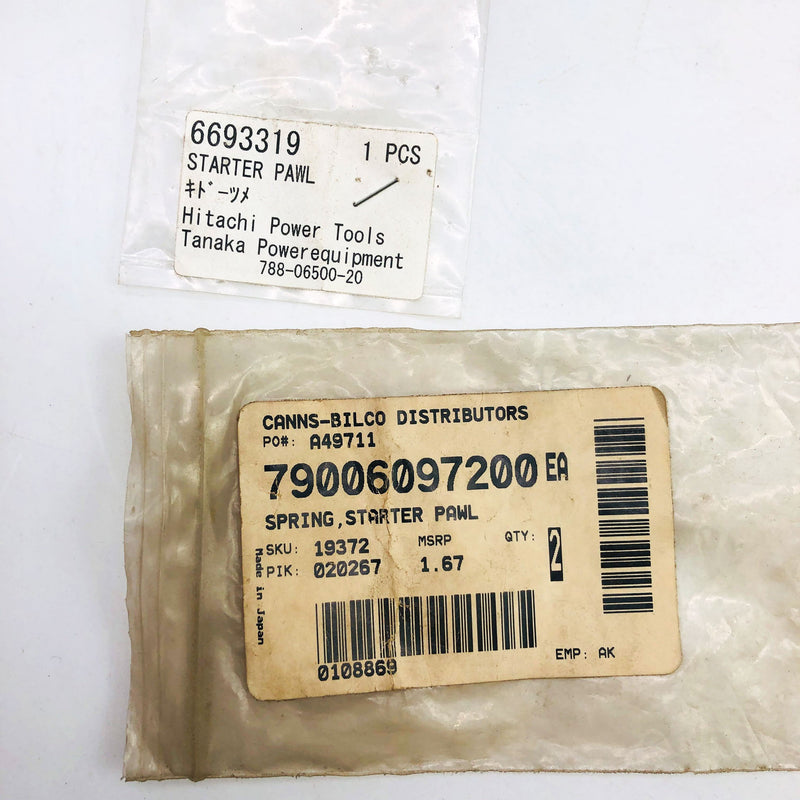 6693319 1 PCS
STARTER PAWL
ｷﾄﾞｰﾂﾒ
Hitachi Power Tools
Tanaka Powerequipment
788-06500-20
CANNS-BILCO DISTRIBUTORS
PO#: A49711
79006097200 EA
SPRING,STARTER PAWL
SKU: 19372 MSRP QTY: 2
PIK: 020267 1.67
Made in Japan
0108869
EMP: AK